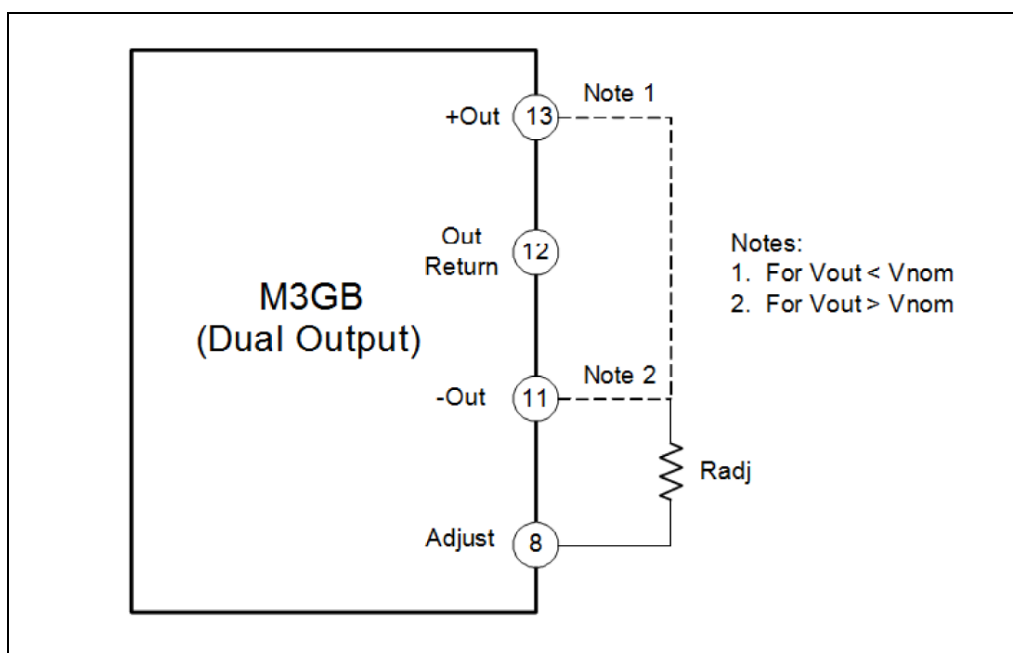 +Out
13
Note 1
Out
Return
12
M3GB
(Dual Output)
Notes:
1. For Vout < Vnom
2. For Vout > Vnom
-Out
11
Note 2
Radj
Adjust
8